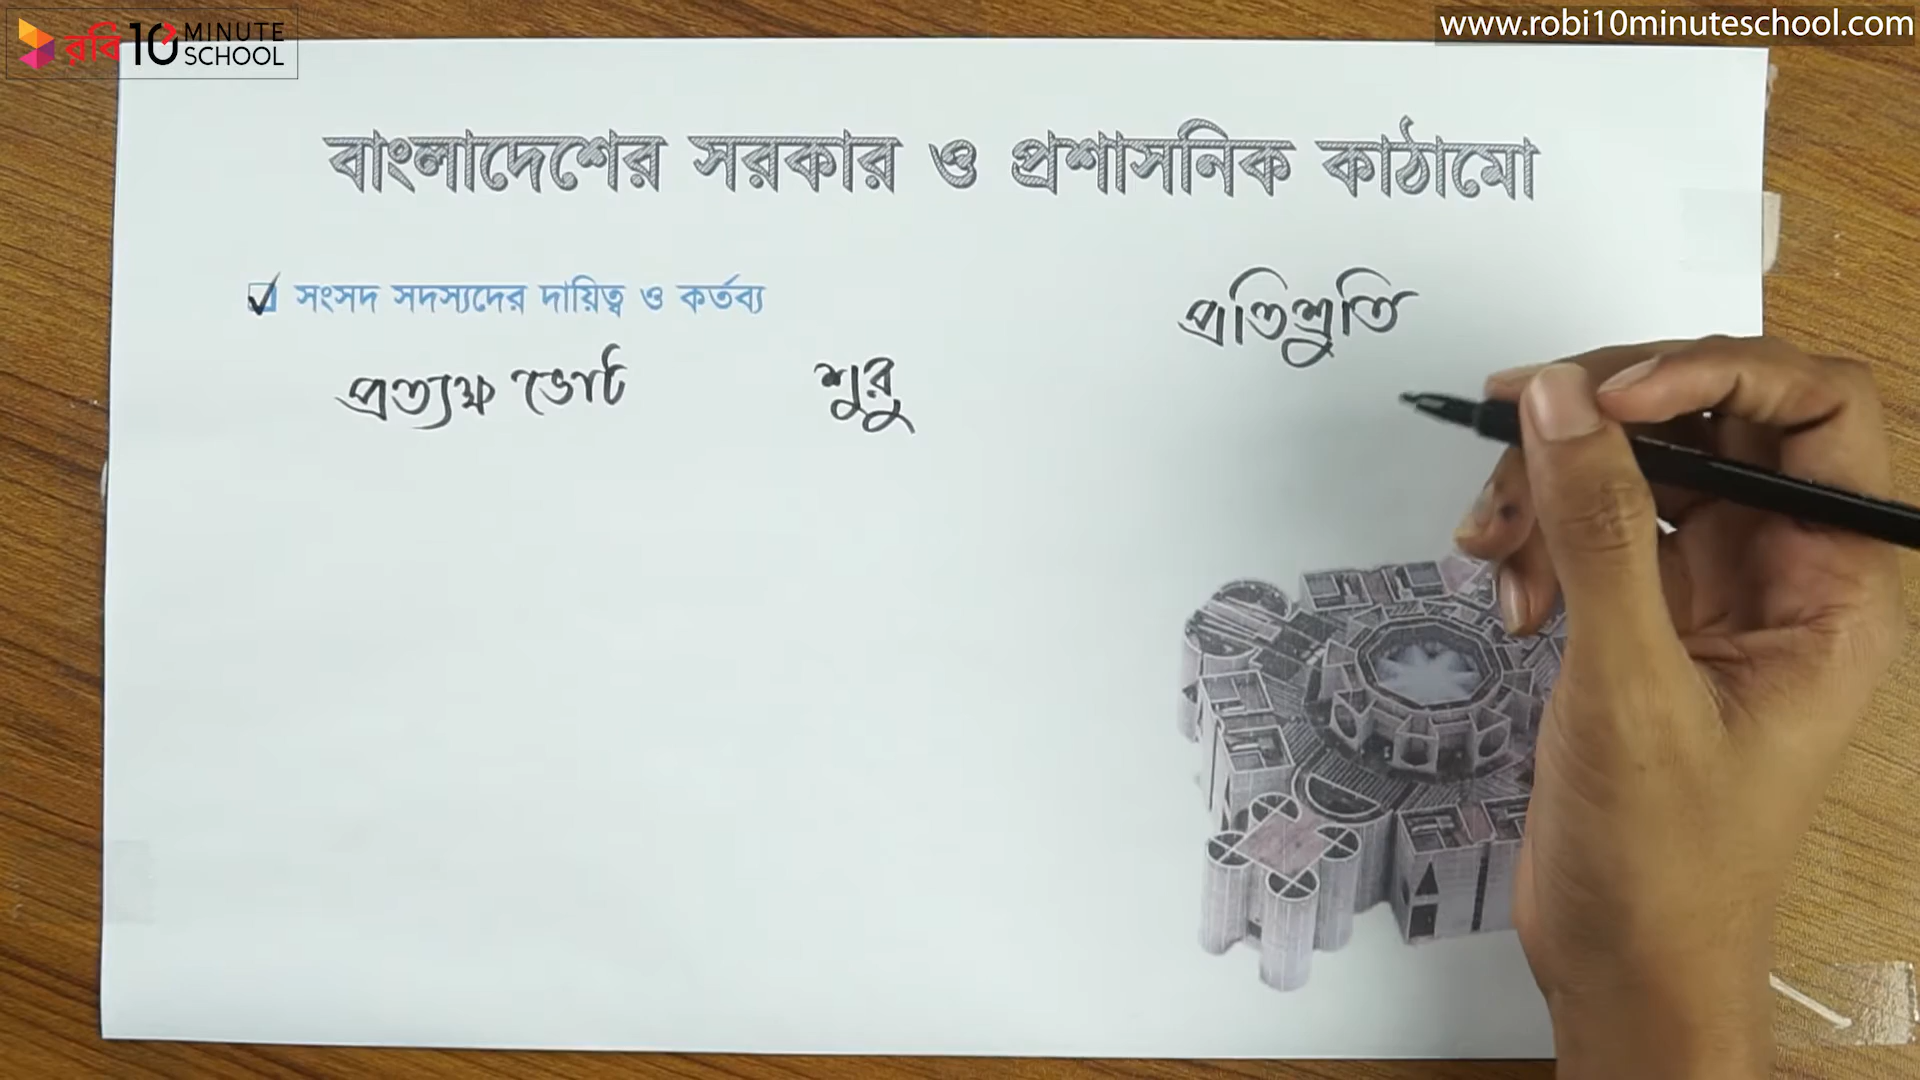 রবি 10 MINUTE SCHOOL
www.robi10minuteschool.com
বাংলাদেশের সরকার ও প্রশাসনিক কাঠামো
সংসদ সদস্যদের দায়িত্ব ও কর্তব্য
প্রতিশ্রুতি
প্রত্যক্ষ ভোট শুরু